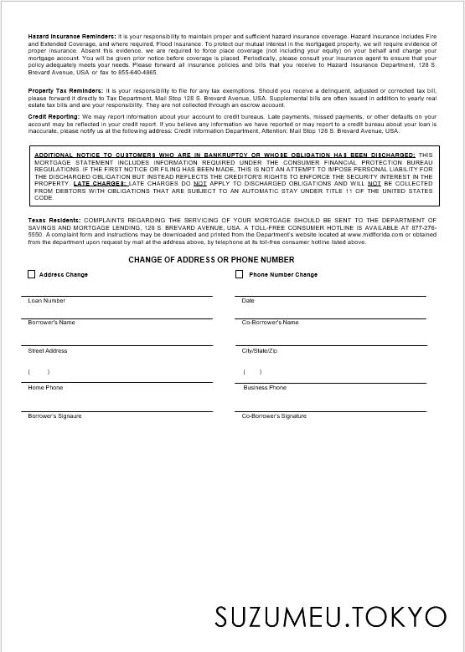 Hazard Insurance Reminders: It is your responsibility to maintain proper and sufficient hazard insurance coverage. Hazard insurance includes Fire
and Extended Coverage, and where required, Flood Insurance. To protect our mutual interest in the mortgaged property, we will require evidence of
proper insurance. Absent this evidence, we are required to force place coverage (not including your equity) on your behalf and charge your
mortgage account. You will be given prior notice before coverage is placed. Periodically, please consult your insurance agent to ensure that your
policy adequately meets your needs. Please forward all insurance policies and bills that you receive to Hazard Insurance Department, 128 S.
Brevard Avenue, USA or fax to 855-640-4865.
Property Tax Reminders: It is your responsibility to file for any tax exemptions. Should you receive a delinquent, adjusted or corrected tax bill,
please forward it directly to Tax Department, Mail Stop 128 S. Brevard Avenue, USA. Supplemental bills are often issued in addition to yearly real
estate tax bills and are your responsibility. They are not collected through an escrow account.
Credit Reporting: We may report information about your account to credit bureaus. Late payments, missed payments, or other defaults on your
account may be reflected in your credit report. If you believe any information we have reported or may report to a credit bureau about your loan is
inaccurate, please notify us at the following address: Credit Information Department, Attention: Mail Stop 128 S. Brevard Avenue, USA.
ADDITIONAL NOTICE TO CUSTOMERS WHO ARE IN BANKRUPTCY OR WHOSE OBLIGATION HAS BEEN DISCHARGED: THIS
MORTGAGE STATEMENT INCLUDES INFORMATION REQUIRED UNDER THE CONSUMER FINANCIAL PROTECTION BUREAU
REGULATIONS. IF THE FIRST NOTICE OR FILING HAS BEEN MADE, THIS IS NOT AN ATTEMPT TO IMPOSE PERSONAL LIABILITY FOR
THE DISCHARGED OBLIGATION BUT INSTEAD REFLECTS THE CREDITOR'S RIGHTS TO ENFORCE THE SECURITY INTEREST IN THE
PROPERTY. LATE CHARGES: LATE CHARGES DO NOT APPLY TO DISCHARGED OBLIGATIONS AND WILL NOT BE COLLECTED
FROM DEBTORS WITH OBLIGATIONS THAT ARE SUBJECT TO AN AUTOMATIC STAY UNDER TITLE 11 OF THE UNITED STATES
CODE.
Texas Residents: COMPLAINTS REGARDING THE SERVICING OF YOUR MORTGAGE SHOULD BE SENT TO THE DEPARTMENT OF
SAVINGS AND MORTGAGE LENDING, 128 S. BREVARD AVENUE, USA. A TOLL-FREE CONSUMER HOTLINE IS AVAILABLE AT 877-276-
5550. A complaint form and instructions may be downloaded and printed from the Department's website located at www.midflorida.com or obtained
from the department upon request by mail at the address above, by telephone at its toll-free consumer hotline listed above.
CHANGE OF ADDRESS OR PHONE NUMBER
Address Change Phone Number Change
Loan Number Date
Borrower's Name Co-Borrower's Name
Street Address City/State/Zip
( ) ( )
Home Phone Business Phone
Borrower's Signaure Co-Borrower's Signature
SUZUMEU.TOKYO